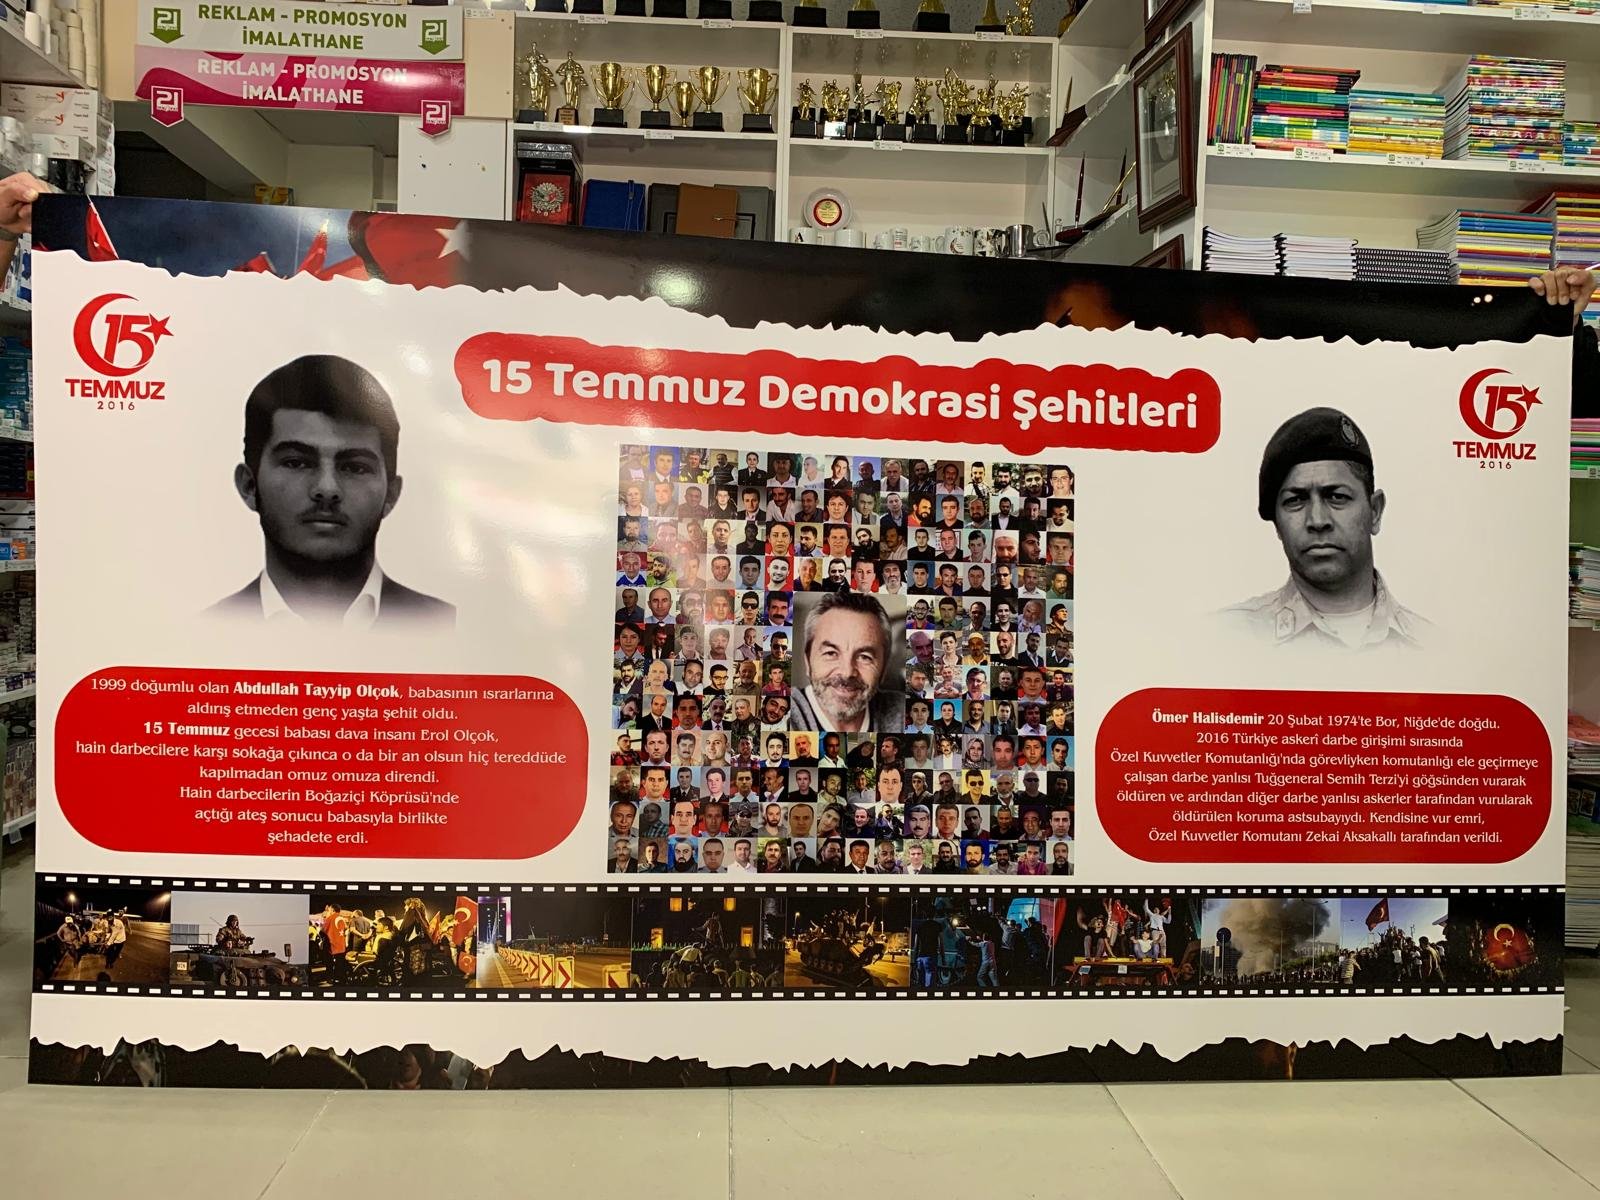 REKLAM - PROMOSYON
İMALATHANE
21
21
REKLAM - PROMOSYON
İMALATHANE
21
21
15
TEMMUZ
2016
15 Temmuz Demokrasi Şehitleri
15
TEMMUZ
2016
1999 doğumlu olan Abdullah Tayyip Olçok, babasının ısrarlarına
aldırış etmeden genç yaşta şehit oldu.
15 Temmuz gecesi babası dava insanı Erol Olçok,
hain darbecilere karşı sokağa çıkınca o da bir an olsun hiç tereddüde
kapılmadan omuz omuza direndi.
Hain darbecilerin Boğaziçi Köprüsü'nde
açtığı ateş sonucu babasıyla birlikte
şehadete erdi.
Ömer Halisdemir 20 Şubat 1974'te Bor, Niğde'de doğdu.
2016 Türkiye askerî darbe girişimi sırasında
Özel Kuvvetler Komutanlığı'nda görevliyken komutanlığı ele geçirmeye
çalışan darbe yanlısı Tuğgeneral Semih Terzi'yi göğsünden vurarak
öldüren ve ardından diğer darbe yanlısı askerler tarafından vurularak
öldürülen koruma astsubayıydı. Kendisine vur emri,
Özel Kuvvetler Komutanı Zekai Aksakallı tarafından verildi.